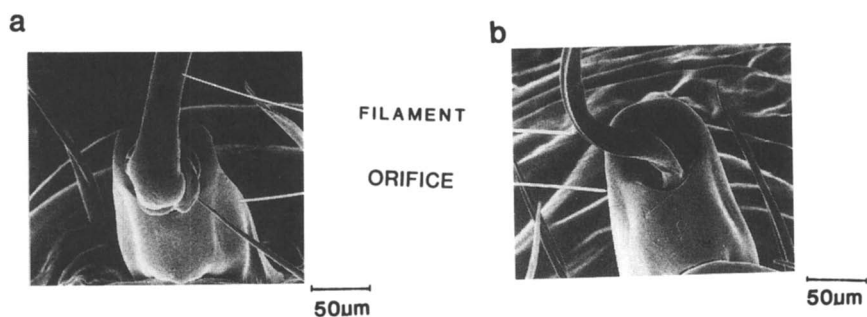 a
b
FILAMENT
ORIFICE
50µm
50µm